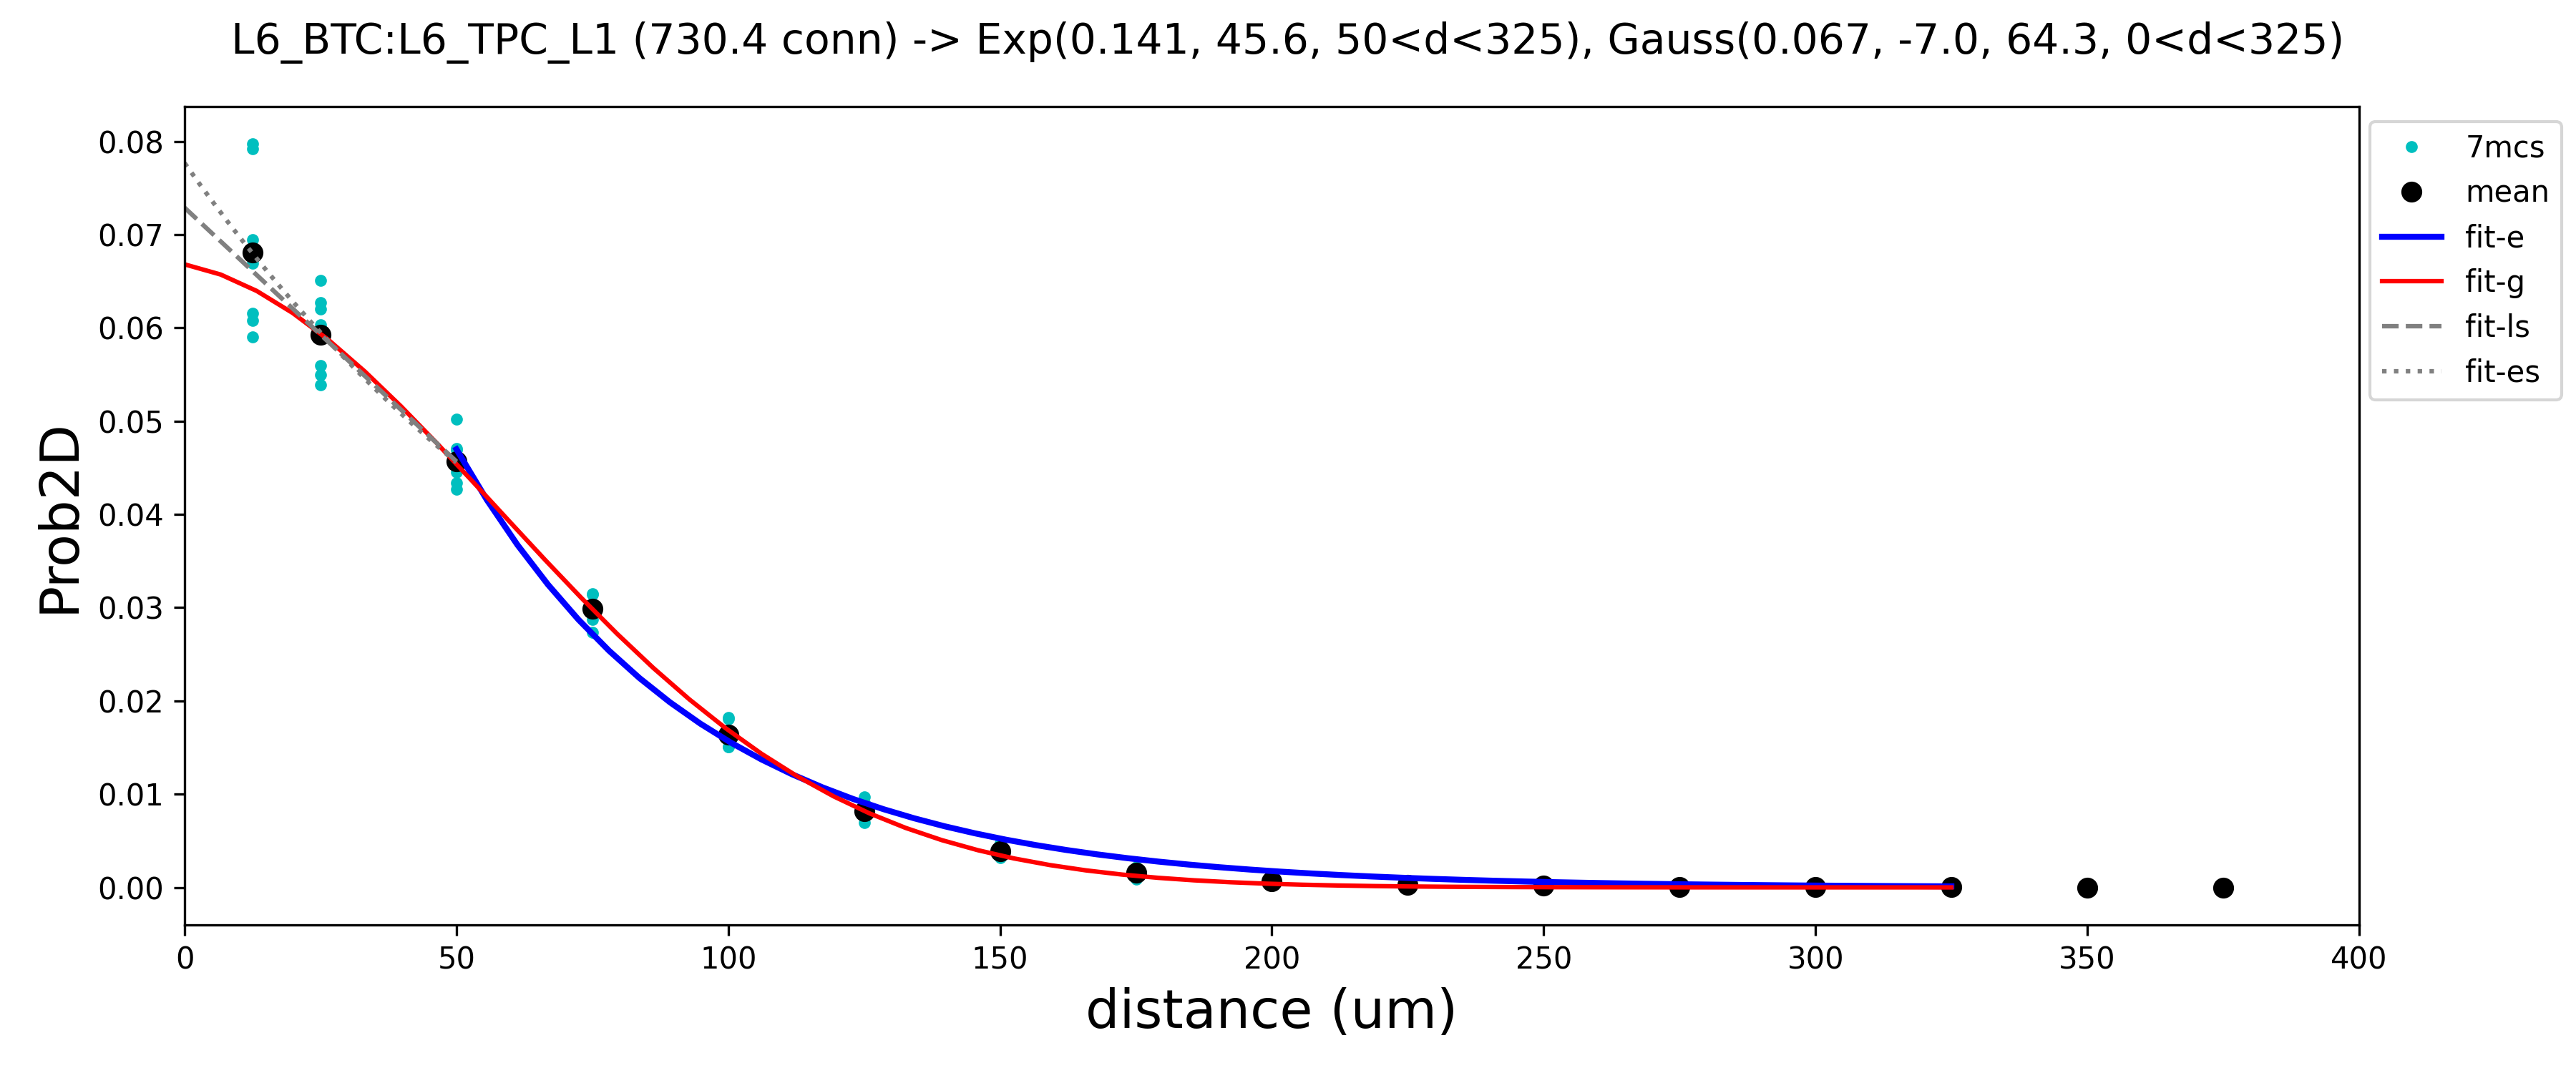 L6_BTC:L6_TPC_L1 (730.4 conn) -> Exp(0.141, 45.6, 50<d<325), Gauss(0.067, -7.0, 64.3, 0<d<325)
0.08
0.07
0.06
0.05
0.04
0.03
0.02
0.01
0.00
Prob2D
0 50 100 150 200 250 300 350 400
distance (um)
7mcs
mean
fit-e
fit-g
fit-ls
fit-es